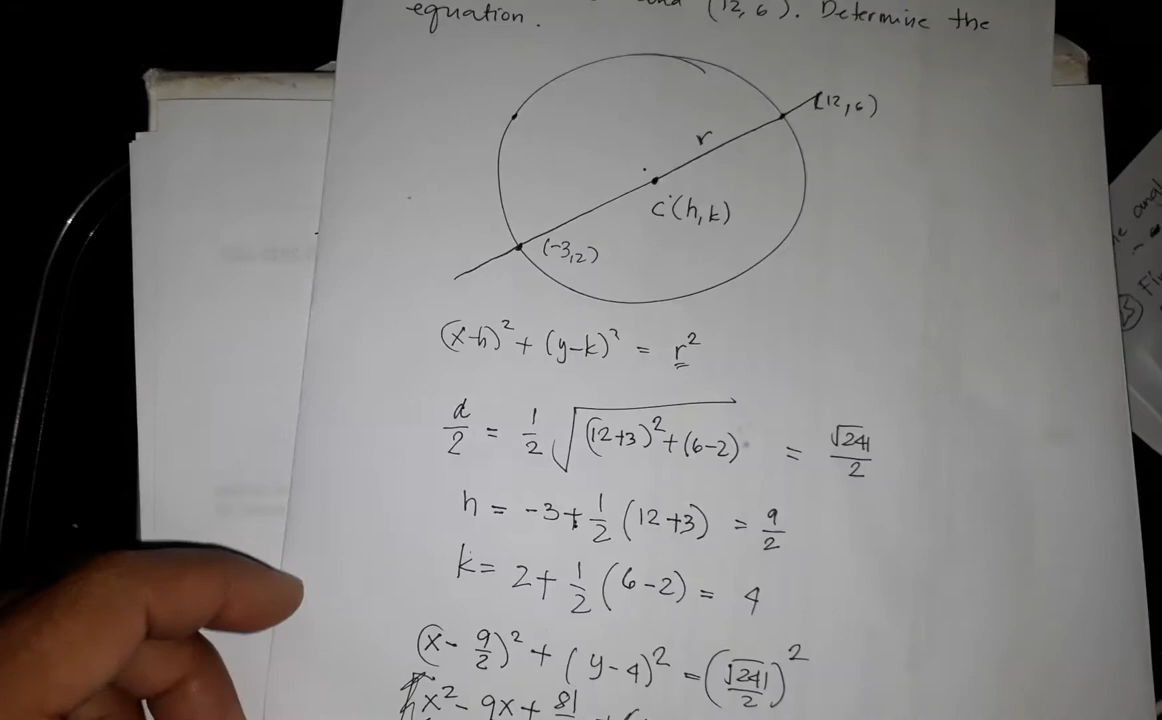 (12, 6). Determine the
equation.
(12, 6)
r
C (h, k)
(-3, 2)
(x-h)² + (y-k)² = r²
d/2 = 1/2 √(12+3)² + (6-2) = √241/2
h = -3 + 1/2 (12+3) = 9/2
k = 2 + 1/2 (6-2) = 4
(x - 9/2)² + (y-4)² = (√241/2)²
x² - 9x + 81